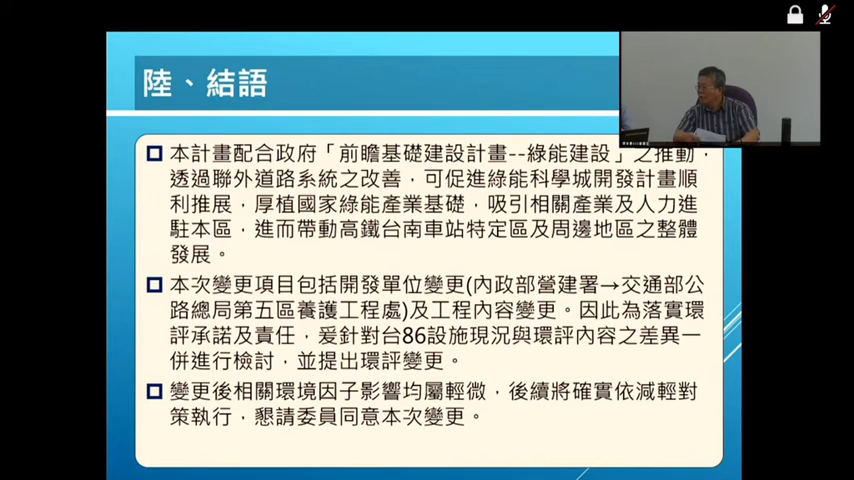 陸、結語
本計畫配合政府「前瞻基礎建設計畫--綠能建設」之推動，
透過聯外道路系統之改善，可促進綠能科學城開發計畫順
利推展，厚植國家綠能產業基礎，吸引相關產業及人力進
駐本區，進而帶動高鐵台南車站特定區及周邊地區之整體
發展。
本次變更項目包括開發單位變更(內政部營建署→交通部公
路總局第五區養護工程處)及工程內容變更。因此為落實環
評承諾及責任，爰針對台86設施現況與環評內容之差異一
併進行檢討，並提出環評變更。
變更後相關環境因子影響均屬輕微，後續將確實依減輕對
策執行，懇請委員同意本次變更。